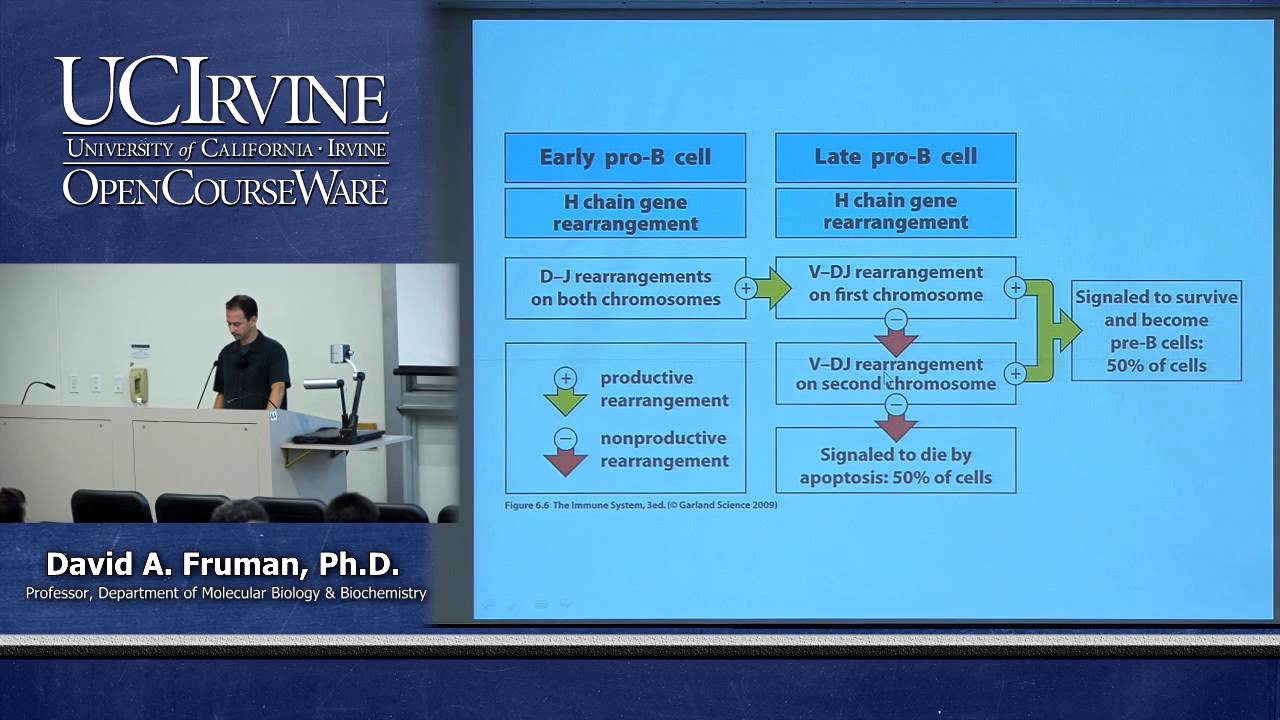 UCIRVINE
UNIVERSITY of CALIFORNIA · IRVINE
OPENCOURSEWARE
David A. Fruman, Ph.D.
Professor, Department of Molecular Biology & Biochemistry
Early pro-B cell
H chain gene
rearrangement
D–J rearrangements
on both chromosomes
+
Late pro-B cell
H chain gene
rearrangement
V–DJ rearrangement
on first chromosome
+
−
V–DJ rearrangement
on second chromosome
+
−
Signaled to die by
apoptosis: 50% of cells
Signaled to survive
and become
pre-B cells:
50% of cells
+
productive
rearrangement
−
nonproductive
rearrangement
Figure 6.6 The Immune System, 3ed. (© Garland Science 2009)